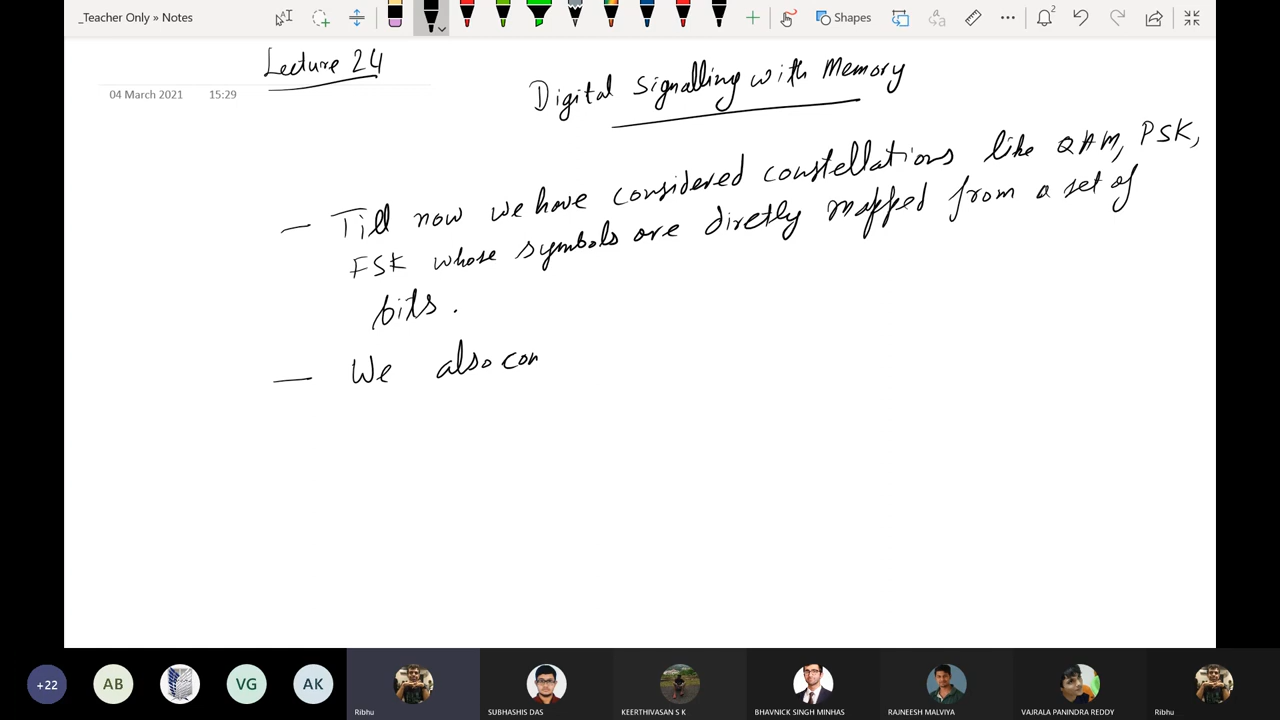 _Teacher Only » Notes
Shapes
Lecture 24
04 March 2021 15:29
Digital Signalling with Memory
— Till now we have considered constellations like QAM, PSK,
FSK whose symbols are directly mapped from a set of
bits.
— We also con
+22 AB VG AK
Ribhu SUBHASHIS DAS KEERTHIVASAN S K BHAVNICK SINGH MINHAS RAJNEESH MALVIYA VAJRALA PANINDRA REDDY Ribhu